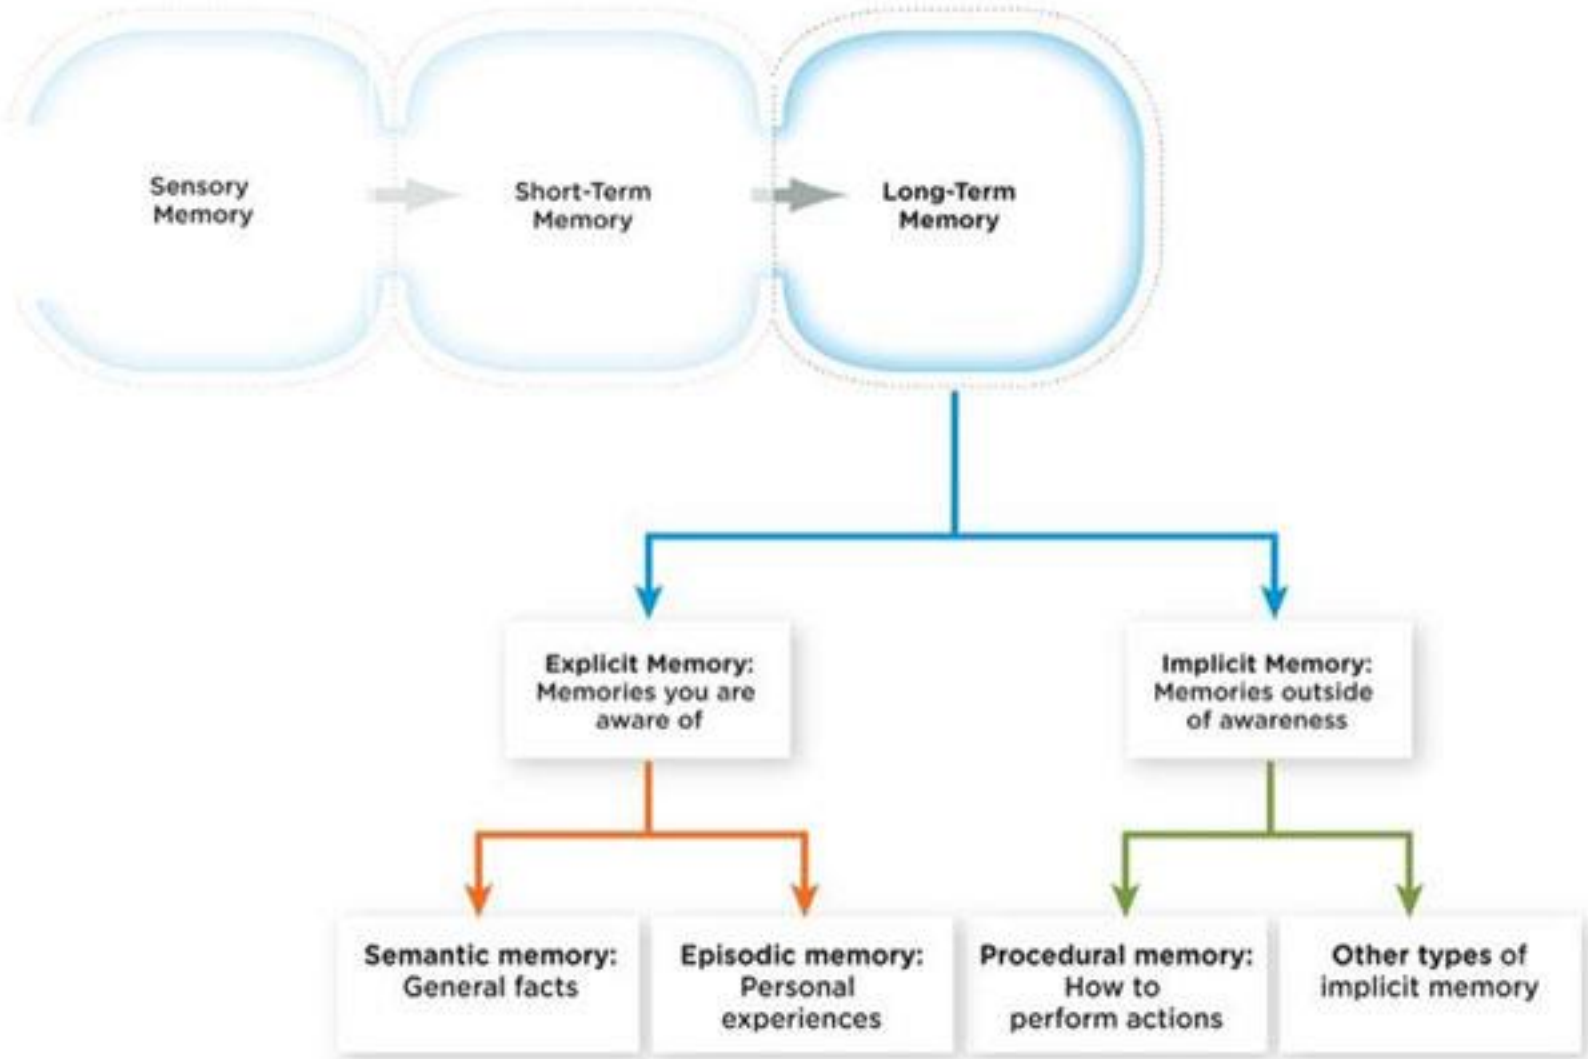 Sensory
Memory
Short-Term
Memory
Long-Term
Memory
Explicit Memory:
Memories you are
aware of
Implicit Memory:
Memories outside
of awareness
Semantic memory:
General facts
Episodic memory:
Personal
experiences
Procedural memory:
How to
perform actions
Other types of
implicit memory